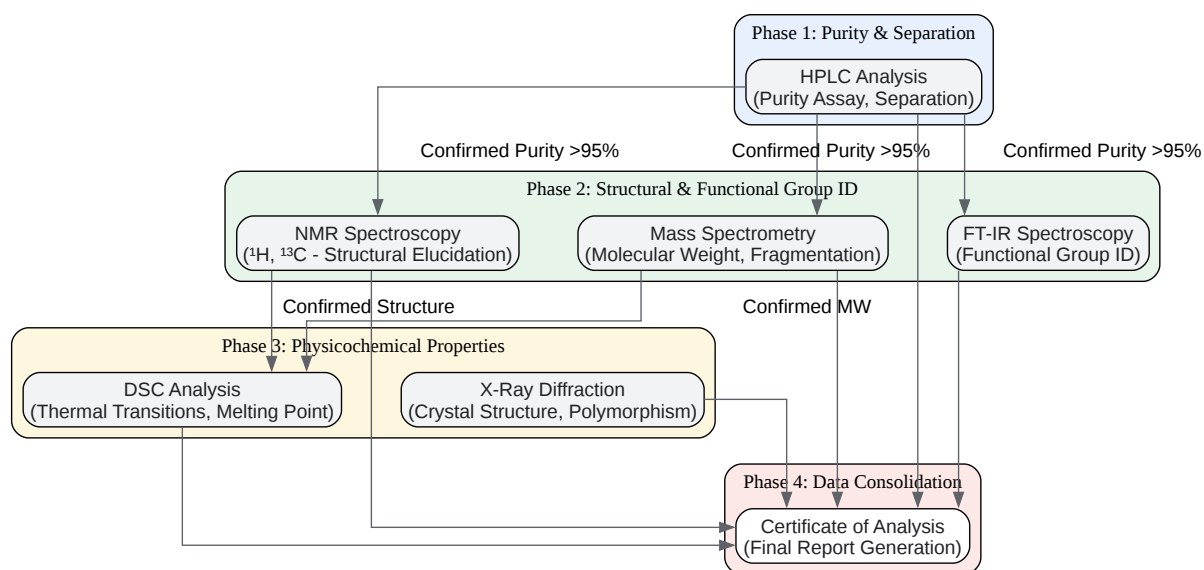 Phase 1: Purity & Separation
HPLC Analysis
(Purity Assay, Separation)
Confirmed Purity >95%
Confirmed Purity >95%
Confirmed Purity >95%
Phase 2: Structural & Functional Group ID
NMR Spectroscopy
(¹H, ¹³C - Structural Elucidation)
Mass Spectrometry
(Molecular Weight, Fragmentation)
FT-IR Spectroscopy
(Functional Group ID)
Confirmed Structure
Confirmed MW
Phase 3: Physicochemical Properties
DSC Analysis
(Thermal Transitions, Melting Point)
X-Ray Diffraction
(Crystal Structure, Polymorphism)
Phase 4: Data Consolidation
Certificate of Analysis
(Final Report Generation)